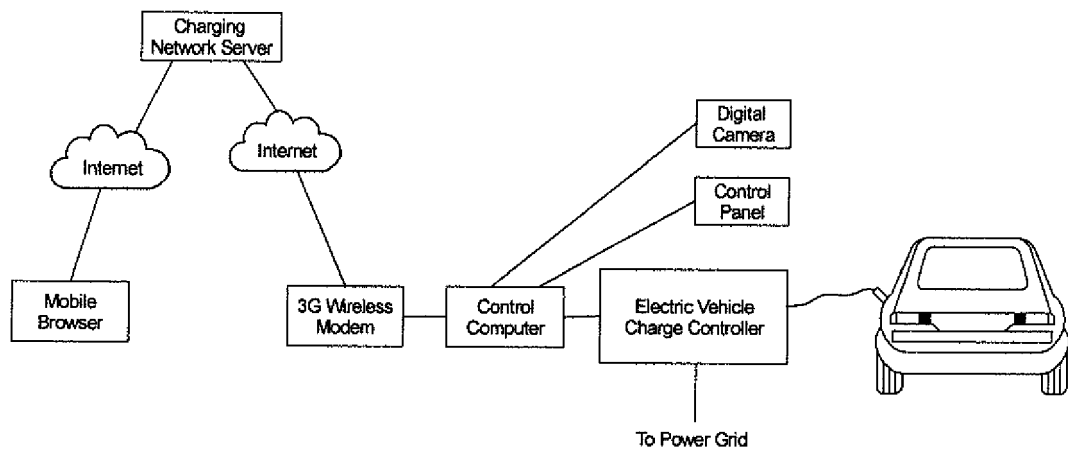 Charging
Network Server
Internet
Internet
Digital
Camera
Control
Panel
Mobile
Browser
3G Wireless
Modem
Control
Computer
Electric Vehicle
Charge Controller
To Power Grid